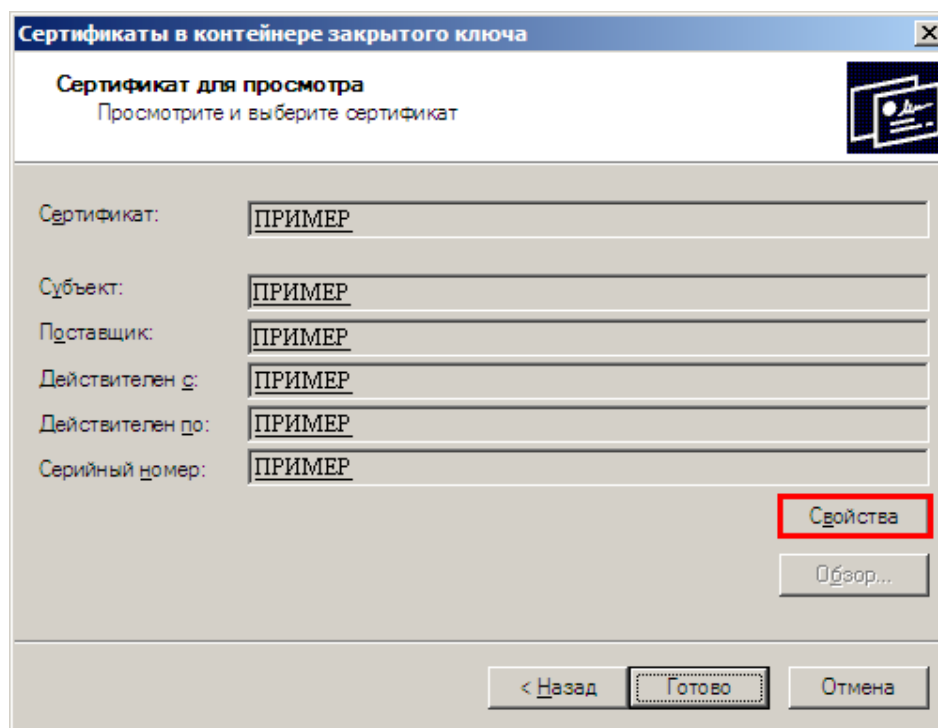 Сертификаты в контейнере закрытого ключа
Сертификат для просмотра
Просмотрите и выберите сертификат
Сертификат: ПРИМЕР
Субъект: ПРИМЕР
Поставщик: ПРИМЕР
Действителен с: ПРИМЕР
Действителен по: ПРИМЕР
Серийный номер: ПРИМЕР
Свойства
Обзор...
< Назад Готово Отмена